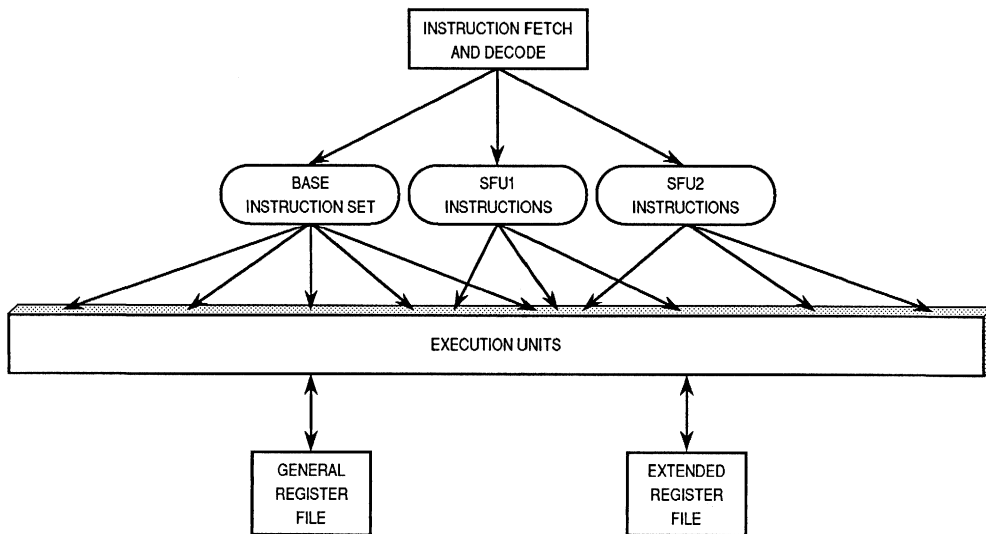 INSTRUCTION FETCH
AND DECODE
BASE
INSTRUCTION SET
SFU1
INSTRUCTIONS
SFU2
INSTRUCTIONS
EXECUTION UNITS
GENERAL
REGISTER
FILE
EXTENDED
REGISTER
FILE